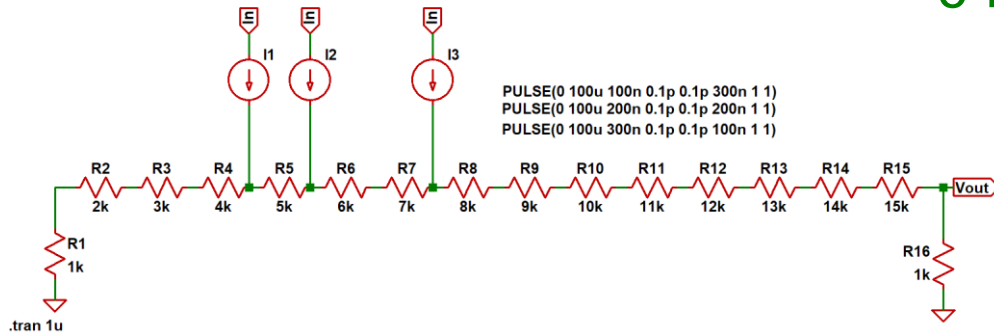 In
In
In
I1
I2
I3
PULSE(0 100u 100n 0.1p 0.1p 300n 1 1)
PULSE(0 100u 200n 0.1p 0.1p 200n 1 1)
PULSE(0 100u 300n 0.1p 0.1p 100n 1 1)
R2 R3 R4 R5 R6 R7 R8 R9 R10 R11 R12 R13 R14 R15
Vout
2k 3k 4k 5k 6k 7k 8k 9k 10k 11k 12k 13k 14k 15k
R1
1k
R16
1k
.tran 1u